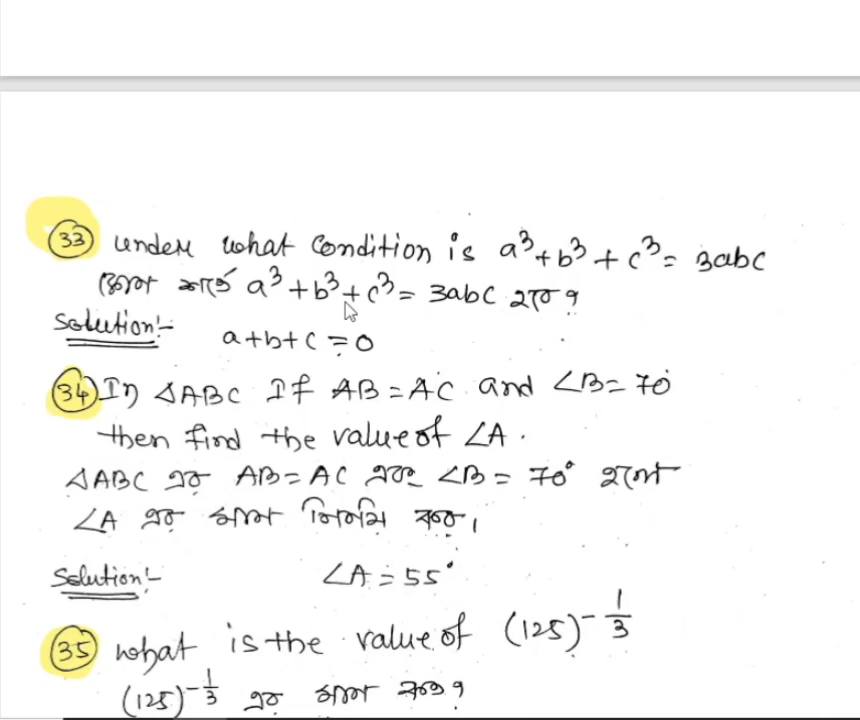 33 under what condition is a³+b³+c³= 3abc
কোন শর্তে a³+b³+c³= 3abc হবে ?
Solution:-
a+b+c = 0
34 In ΔABC If AB = AC and ∠B= 70°
then find the value of ∠A.
ΔABC এর AB= AC এবং ∠B = 70° হলে
∠A এর মান নির্ণয় কর।
Solution:-
∠A = 55°
35 what is the value of (125)^-1/3
(125)^-1/3 এর মান কত ?